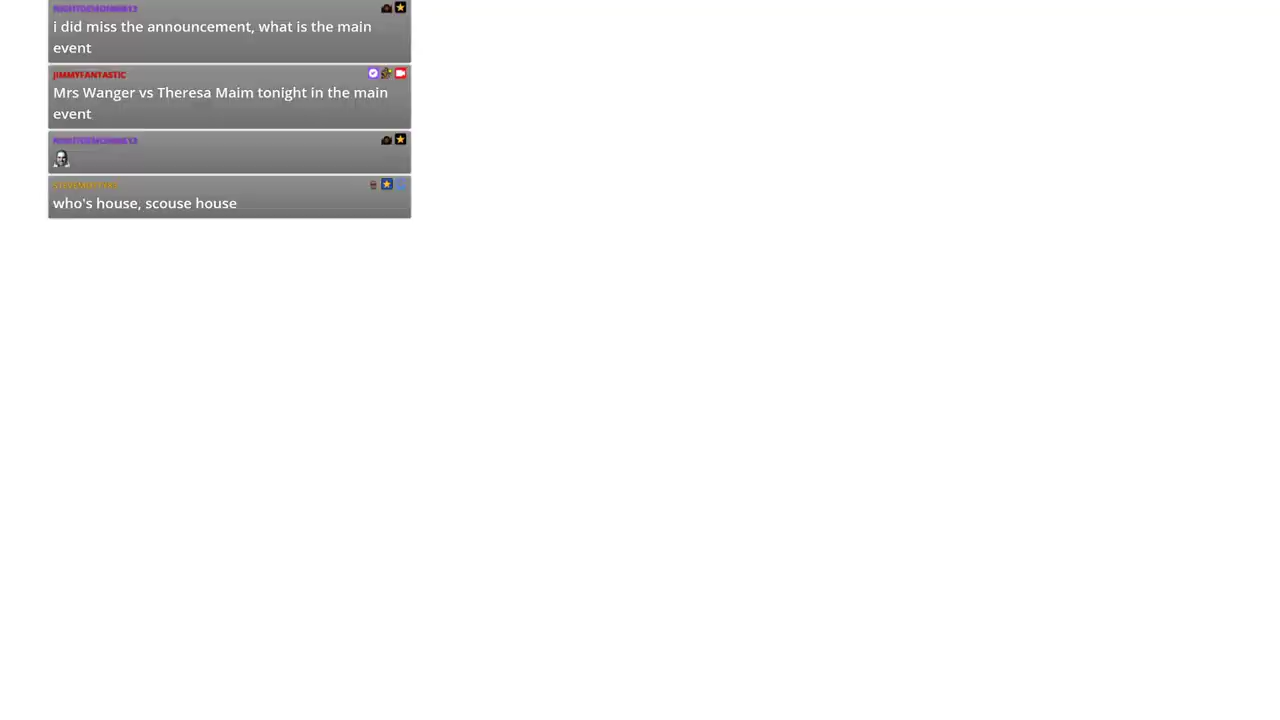 i did miss the announcement, what is the main
event
JIMMYFANTASTIC
Mrs Wanger vs Theresa Maim tonight in the main
event
who's house, scouse house